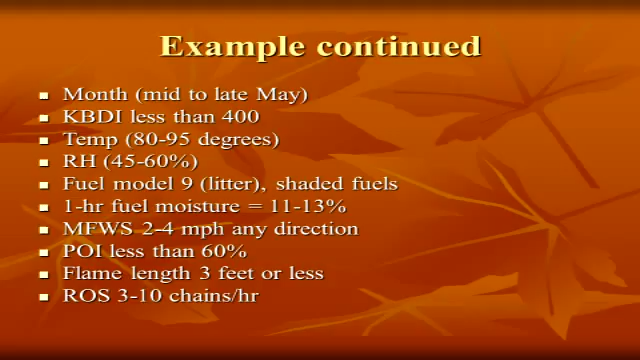 Example continued
Month (mid to late May)
KBDI less than 400
Temp (80-95 degrees)
RH (45-60%)
Fuel model 9 (litter), shaded fuels
1-hr fuel moisture = 11-13%
MFWS 2-4 mph any direction
POI less than 60%
Flame length 3 feet or less
ROS 3-10 chains/hr